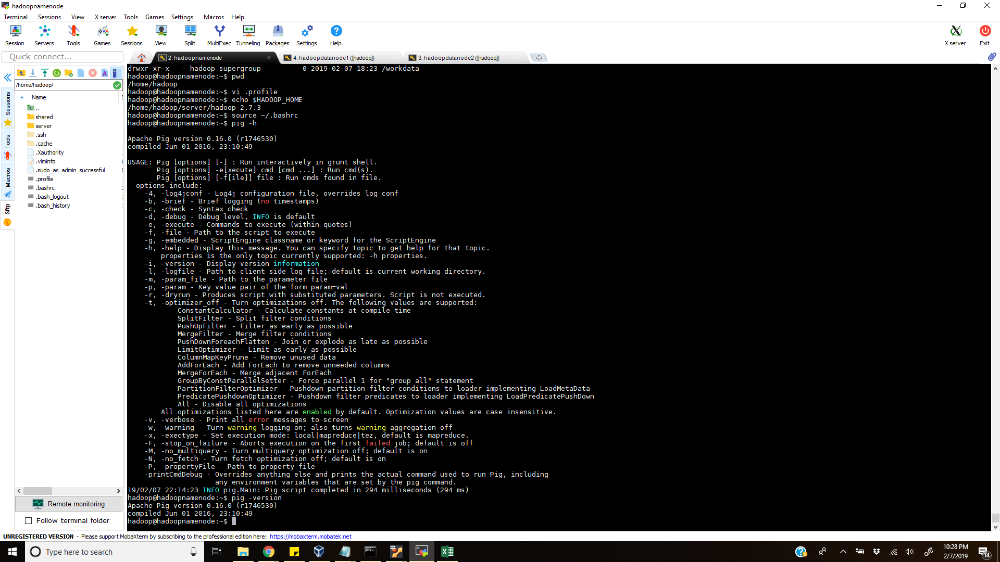 hadoopnamenode
Terminal Sessions View X server Tools Games Settings Macros Help
Session Servers Tools Games Sessions View Split MultiExec Tunneling Packages Settings Help X server Exit
Quick connect...
2. hadoopnamenode
4. hadoopdatanode1 ([hadoop])
3. hadoopdatanode2 ([hadoop])
/home/hadoop/
Name
..
shared
server
.ssh
.cache
.Xauthority
.viminfo
.sudo_as_admin_successful
.profile
.bashrc
.bash_logout
.bash_history
Sessions
Tools
Macros
Sftp
Remote monitoring
Follow terminal folder
drwxr-xr-x   - hadoop supergroup          0 2019-02-07 18:23 /workdata
hadoop@hadoopnamenode:~$ pwd
/home/hadoop
hadoop@hadoopnamenode:~$ vi .profile
hadoop@hadoopnamenode:~$ echo $HADOOP_HOME
/home/hadoop/server/hadoop-2.7.3
hadoop@hadoopnamenode:~$ source ~/.bashrc
hadoop@hadoopnamenode:~$ pig -h
Apache Pig version 0.16.0 (r1746530)
compiled Jun 01 2016, 23:10:49
USAGE: Pig [options] [-] : Run interactively in grunt shell.
Pig [options] -e[xecute] cmd [cmd ...] : Run cmd(s).
Pig [options] [-f[ile]] file : Run cmds found in file.
options include:
-4, -log4jconf - Log4j configuration file, overrides log conf
-b, -brief - Brief logging (no timestamps)
-c, -check - Syntax check
-d, -debug - Debug level, INFO is default
-e, -execute - Commands to execute (within quotes)
-f, -file - Path to the script to execute
-g, -embedded - ScriptEngine classname or keyword for the ScriptEngine
-h, -help - Display this message. You can specify topic to get help for that topic.
properties is the only topic currently supported: -h properties.
-i, -version - Display version information
-l, -logfile - Path to client side log file; default is current working directory.
-m, -param_file - Path to the parameter file
-p, -param - Key value pair of the form param=val
-r, -dryrun - Produces script with substituted parameters. Script is not executed.
-t, -optimizer_off - Turn optimizations off. The following values are supported:
ConstantCalculator - Calculate constants at compile time
SplitFilter - Split filter conditions
PushUpFilter - Filter as early as possible
MergeFilter - Merge filter conditions
PushDownForeachFlatten - Join or explode as late as possible
LimitOptimizer - Limit as early as possible
ColumnMapKeyPrune - Remove unused data
AddForEach - Add ForEach to remove unneeded columns
MergeForEach - Merge adjacent ForEach
GroupByConstParallelSetter - Force parallel 1 for "group all" statement
PartitionFilterOptimizer - Pushdown partition filter conditions to loader implementing LoadMetaData
PredicatePushdownOptimizer - Pushdown filter predicates to loader implementing LoadPredicatePushDown
All - Disable all optimizations
All optimizations listed here are enabled by default. Optimization values are case insensitive.
-v, -verbose - Print all error messages to screen
-w, -warning - Turn warning logging on; also turns warning aggregation off
-x, -exectype - Set execution mode: local|mapreduce|tez, default is mapreduce.
-F, -stop_on_failure - Aborts execution on the first failed job; default is off
-M, -no_multiquery - Turn multiquery optimization off; default is on
-N, -no_fetch - Turn fetch optimization off; default is on
-P, -propertyFile - Path to property file
-printCmdDebug - Overrides anything else and prints the actual command used to run Pig, including
any environment variables that are set by the pig command.
19/02/07 22:14:23 INFO pig.Main: Pig script completed in 294 milliseconds (294 ms)
hadoop@hadoopnamenode:~$ pig -version
Apache Pig version 0.16.0 (r1746530)
compiled Jun 01 2016, 23:10:49
hadoop@hadoopnamenode:~$
UNREGISTERED VERSION - Please support MobaXterm by subscribing to the professional edition here: https://mobaxterm.mobatek.net
Type here to search
10:28 PM
2/7/2019
14